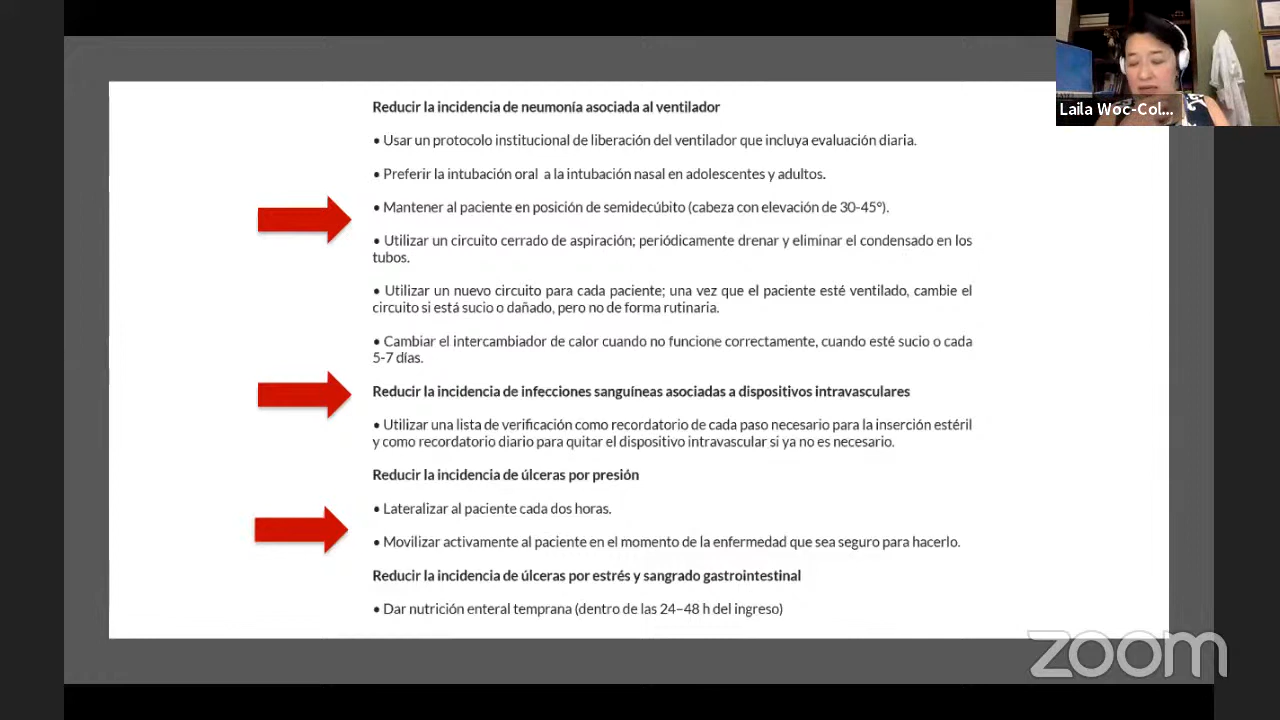 Reducir la incidencia de neumonía asociada al ventilador
• Usar un protocolo institucional de liberación del ventilador que incluya evaluación diaria.
• Preferir la intubación oral a la intubación nasal en adolescentes y adultos.
• Mantener al paciente en posición de semidecúbito (cabeza con elevación de 30-45º).
• Utilizar un circuito cerrado de aspiración; periódicamente drenar y eliminar el condensado en los
tubos.
• Utilizar un nuevo circuito para cada paciente; una vez que el paciente esté ventilado, cambie el
circuito si está sucio o dañado, pero no de forma rutinaria.
• Cambiar el intercambiador de calor cuando no funcione correctamente, cuando esté sucio o cada
5-7 días.
Reducir la incidencia de infecciones sanguíneas asociadas a dispositivos intravasculares
• Utilizar una lista de verificación como recordatorio de cada paso necesario para la inserción estéril
y como recordatorio diario para quitar el dispositivo intravascular si ya no es necesario.
Reducir la incidencia de úlceras por presión
• Lateralizar al paciente cada dos horas.
• Movilizar activamente al paciente en el momento de la enfermedad que sea seguro para hacerlo.
Reducir la incidencia de úlceras por estrés y sangrado gastrointestinal
• Dar nutrición enteral temprana (dentro de las 24–48 h del ingreso)
Laila Woc-Col...
zoom